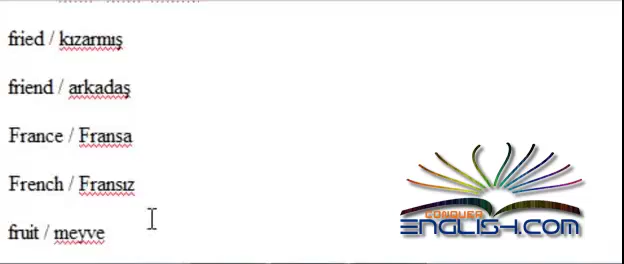 fried / kızarmış
friend / arkadaş
France / Fransa
French / Fransız
fruit / meyve
CONQUER
ENGLISH.COM